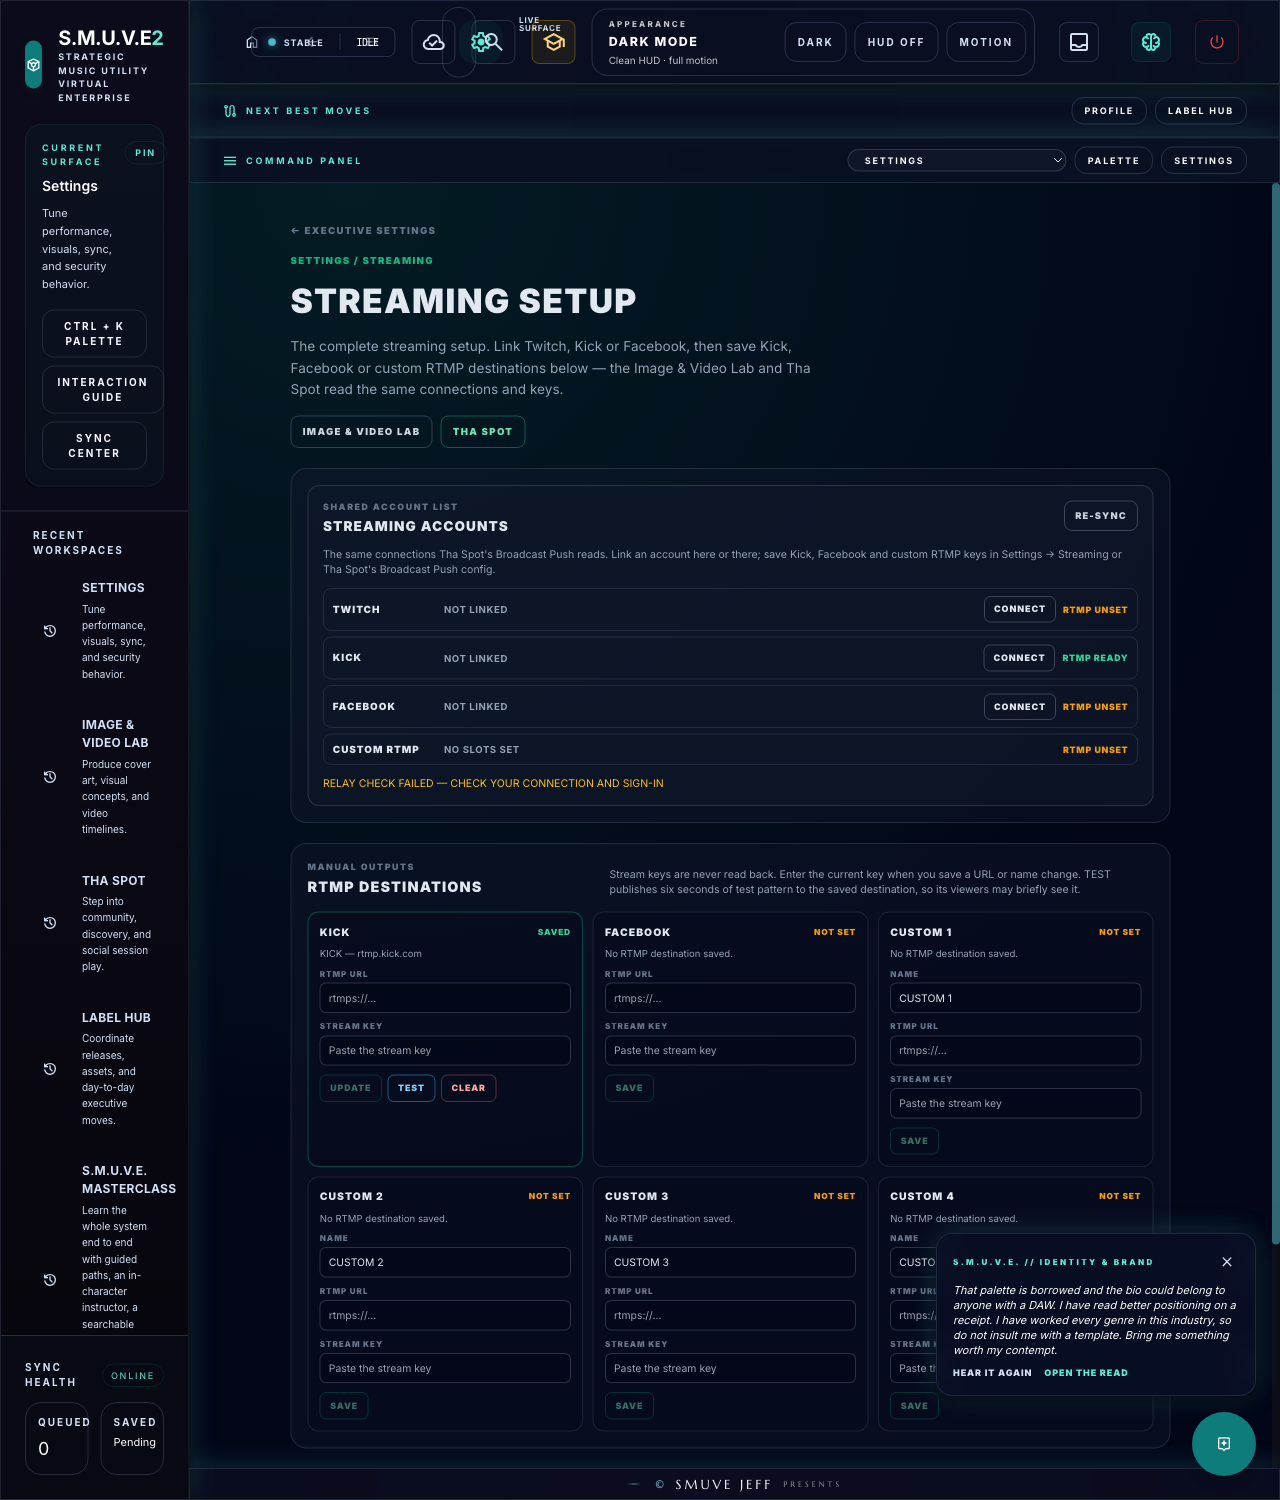 S.M.U.V.E2
STRATEGIC
MUSIC UTILITY
VIRTUAL
ENTERPRISE
CURRENT
SURFACE
PIN
Settings
Tune
performance,
visuals, sync,
and security
behavior.
CTRL + K
PALETTE
INTERACTION
GUIDE
SYNC
CENTER
RECENT
WORKSPACES
SETTINGS
Tune
performance,
visuals, sync,
and security
behavior.
IMAGE &
VIDEO LAB
Produce cover
art, visual
concepts, and
video
timelines.
THA SPOT
Step into
community,
discovery, and
social session
play.
LABEL HUB
Coordinate
releases,
assets, and
day-to-day
executive
moves.
S.M.U.V.E.
MASTERCLASS
Learn the
whole system
end to end
with guided
paths, an in-
character
instructor, a
searchable
SYNC
HEALTH
ONLINE
QUEUED
0
SAVED
Pending
STABLE
LIVE
SURFACE
APPEARANCE
DARK MODE
Clean HUD · full motion
DARK
HUD OFF
MOTION
NEXT BEST MOVES
PROFILE
LABEL HUB
COMMAND PANEL
SETTINGS
PALETTE
SETTINGS
← EXECUTIVE SETTINGS
SETTINGS / STREAMING
STREAMING SETUP
The complete streaming setup. Link Twitch, Kick or Facebook, then save Kick,
Facebook or custom RTMP destinations below — the Image & Video Lab and Tha
Spot read the same connections and keys.
IMAGE & VIDEO LAB
THA SPOT
SHARED ACCOUNT LIST
STREAMING ACCOUNTS
RE-SYNC
The same connections Tha Spot's Broadcast Push reads. Link an account here or there; save Kick, Facebook and custom RTMP keys in Settings → Streaming or
Tha Spot's Broadcast Push config.
TWITCH NOT LINKED CONNECT RTMP UNSET
KICK NOT LINKED CONNECT RTMP READY
FACEBOOK NOT LINKED CONNECT RTMP UNSET
CUSTOM RTMP NO SLOTS SET RTMP UNSET
RELAY CHECK FAILED — CHECK YOUR CONNECTION AND SIGN-IN
MANUAL OUTPUTS
RTMP DESTINATIONS
Stream keys are never read back. Enter the current key when you save a URL or name change. TEST
publishes six seconds of test pattern to the saved destination, so its viewers may briefly see it.
KICK SAVED
KICK — rtmp.kick.com
RTMP URL
rtmps://...
STREAM KEY
Paste the stream key
UPDATE TEST CLEAR
FACEBOOK NOT SET
No RTMP destination saved.
RTMP URL
rtmps://...
STREAM KEY
Paste the stream key
SAVE
CUSTOM 1 NOT SET
No RTMP destination saved.
NAME
CUSTOM 1
RTMP URL
rtmps://...
STREAM KEY
Paste the stream key
SAVE
CUSTOM 2 NOT SET
No RTMP destination saved.
NAME
CUSTOM 2
RTMP URL
rtmps://...
STREAM KEY
Paste the stream key
SAVE
CUSTOM 3 NOT SET
No RTMP destination saved.
NAME
CUSTOM 3
RTMP URL
rtmps://...
STREAM KEY
Paste the stream key
SAVE
CUSTOM 4 NOT SET
No RTMP destination saved.
NAME
SAVE
S.M.U.V.E. // IDENTITY & BRAND
That palette is borrowed and the bio could belong to
anyone with a DAW. I have read better positioning on a
receipt. I have worked every genre in this industry, so
do not insult me with a template. Bring me something
worth my contempt.
HEAR IT AGAIN OPEN THE READ
© SMUVE JEFF PRESENTS